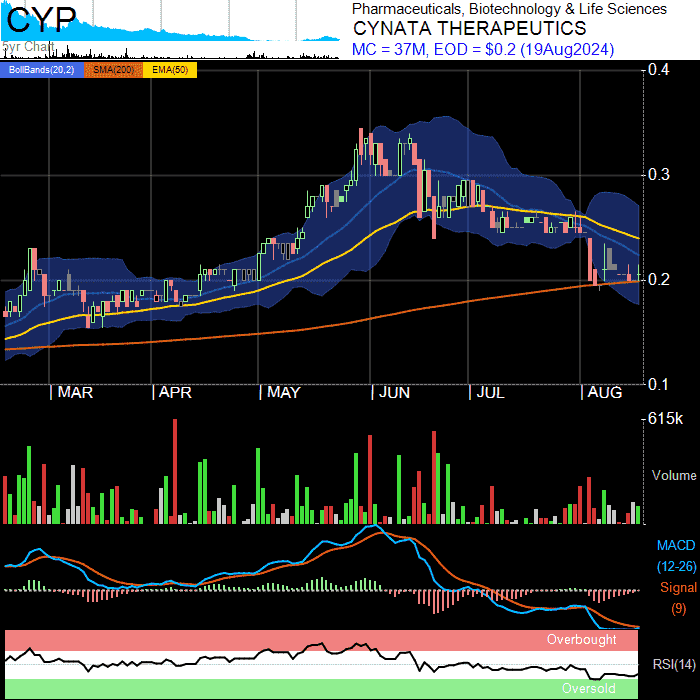 CYP
5yr Chart
Pharmaceuticals, Biotechnology & Life Sciences
CYNATA THERAPEUTICS
MC = 37M, EOD = $0.2 (19Aug2024)
BollBands(20,2) SMA(200) EMA(50)
0.4
0.3
0.2
0.1
MAR APR MAY JUN JUL AUG
615k
Volume
MACD
(12-26)
Signal
(9)
Overbought
RSI(14)
Oversold